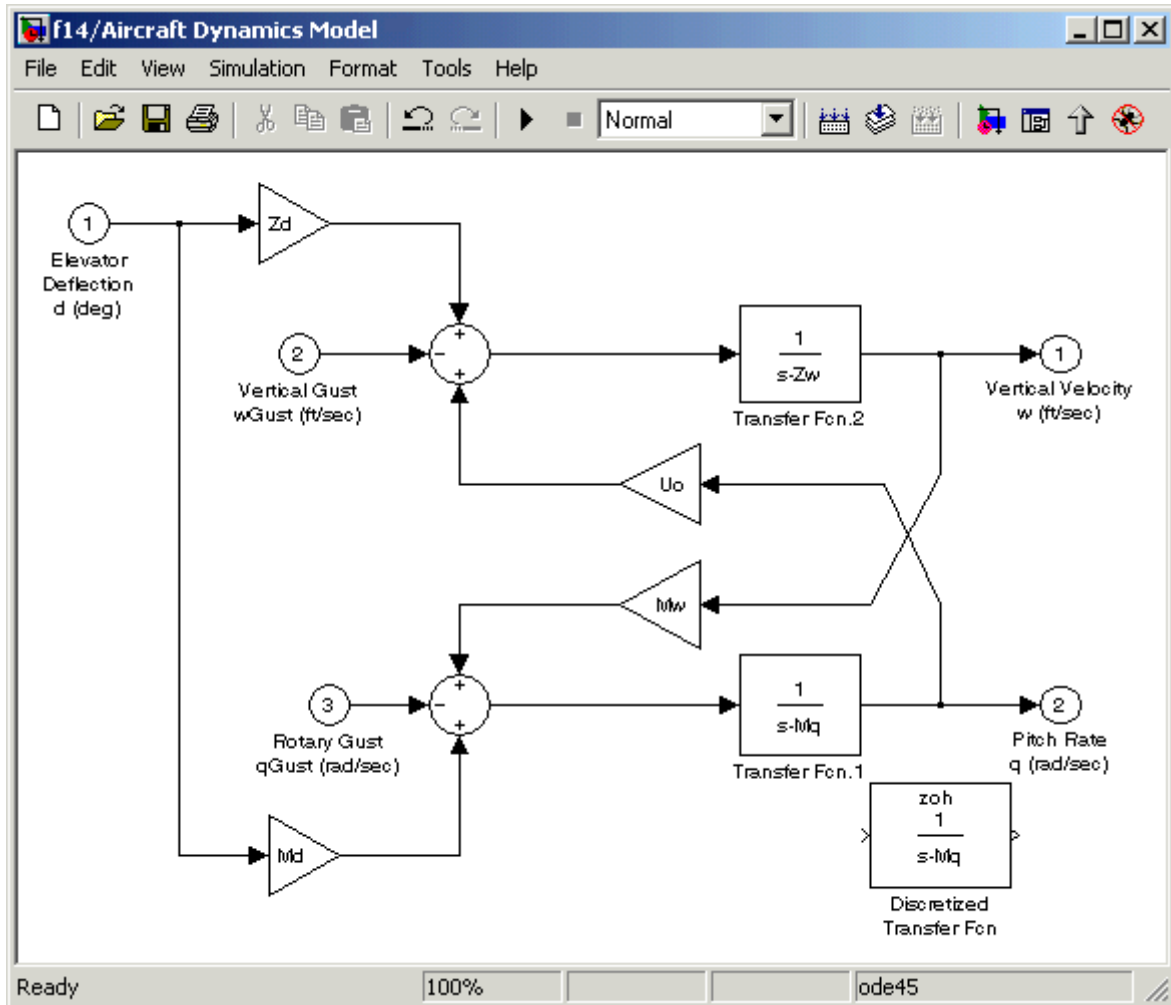 f14/Aircraft Dynamics Model
File Edit View Simulation Format Tools Help
Normal
1
Elevator
Deflection
d (deg)
Zd
2
Vertical Gust
wGust (ft/sec)
+
-
+
1
s-Zw
Transfer Fcn.2
1
Vertical Velocity
w (ft/sec)
Uo
Mw
3
Rotary Gust
qGust (rad/sec)
+
-
+
1
s-Mq
Transfer Fcn.1
2
Pitch Rate
q (rad/sec)
Md
zoh
1
s-Mq
Discretized
Transfer Fcn
Ready 100% ode45